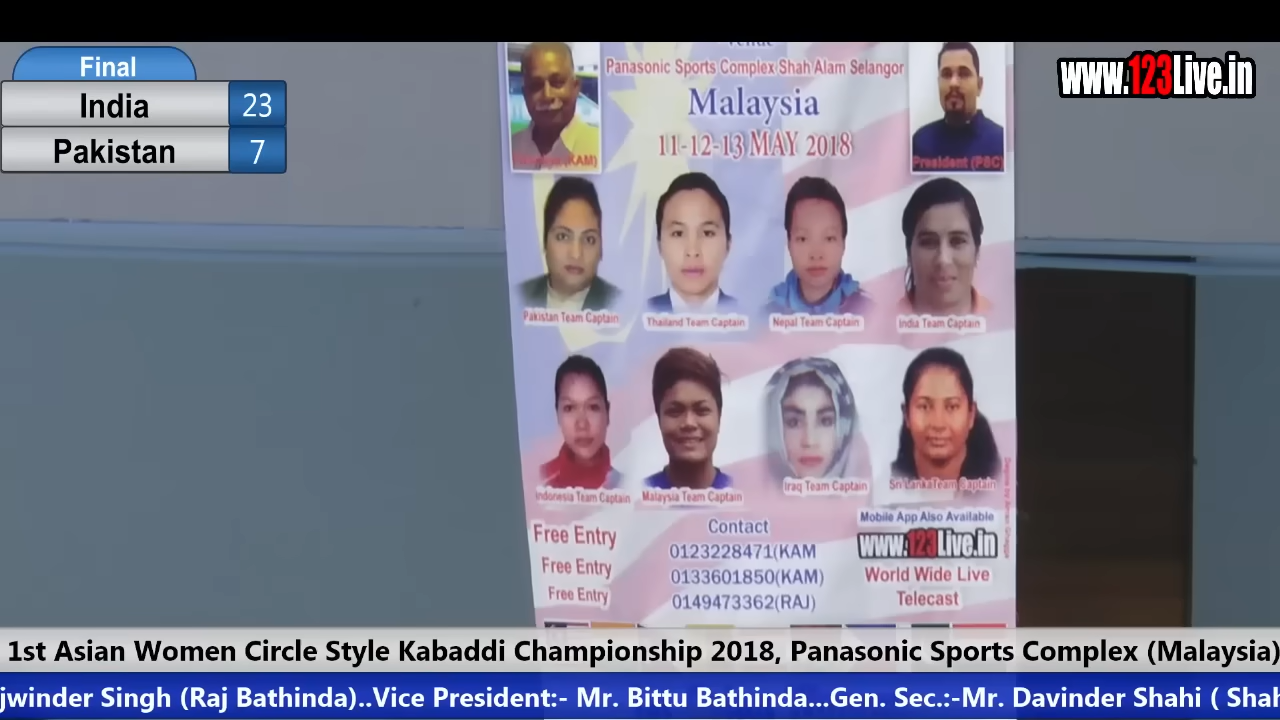 Final
India 23
Pakistan 7
www.123Live.in
Venue
Panasonic Sports Complex Shah Alam Selangor
Malaysia
11-12-13 MAY 2018
(KAM)
President (PSC)
Pakistan Team Captain
Thailand Team Captain
Nepal Team Captain
India Team Captain
Indonesia Team Captain
Malaysia Team Captain
Iraq Team Captain
Sri LankaTeam Captain
Free Entry
Free Entry
Free Entry
Contact
0123228471(KAM
0133601850(KAM)
0149473362(RAJ)
Mobile App Also Available
www.123Live.in
World Wide Live
Telecast
1st Asian Women Circle Style Kabaddi Championship 2018, Panasonic Sports Complex (Malaysia)
jwinder Singh (Raj Bathinda)..Vice President:- Mr. Bittu Bathinda...Gen. Sec.:-Mr. Davinder Shahi ( Shal